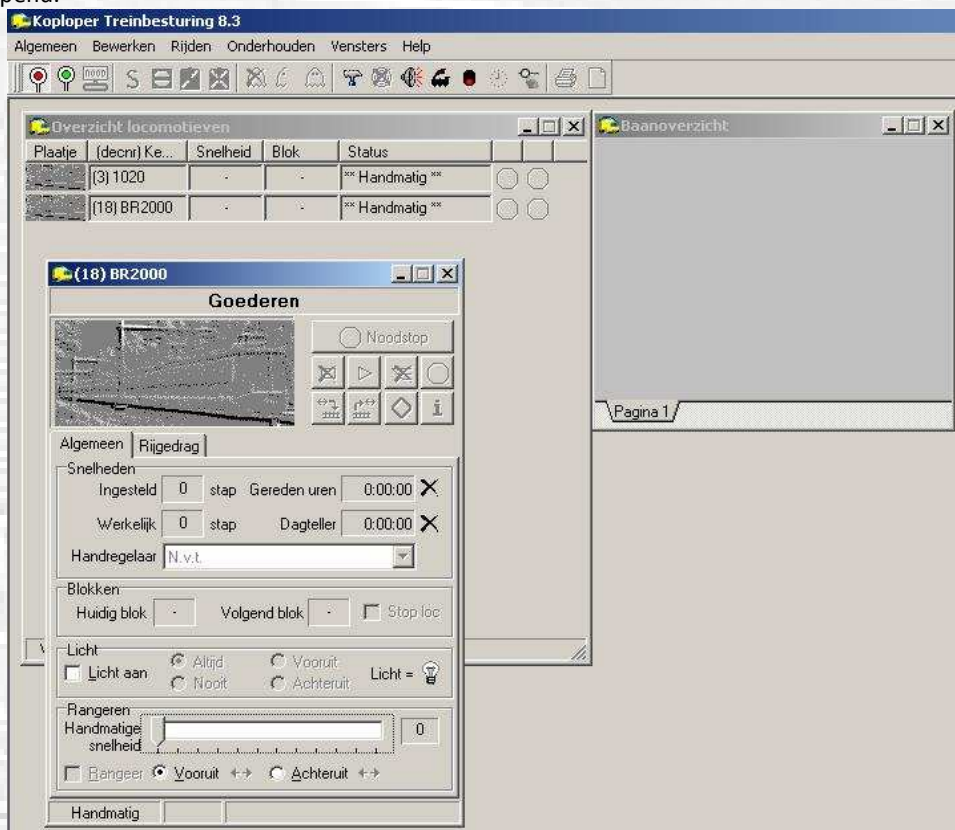 Koploper Treinbesturing 8.3
Algemeen Bewerken Rijden Onderhouden Vensters Help
nood S
Overzicht locomotieven
Plaatje (decnr) Ke... Snelheid Blok Status
(3) 1020 - - ** Handmatig **
(18) BR2000 - - ** Handmatig **
Baanoverzicht
Pagina 1
(18) BR2000
Goederen
Noodstop
i
Algemeen Rijgedrag
Snelheden
Ingesteld 0 stap Gereden uren 0:00:00
Werkelijk 0 stap Dagteller 0:00:00
Handregelaar N.v.t.
Blokken
Huidig blok - Volgend blok - Stop loc
Licht
Licht aan Altijd Vooruit Licht =
Nooit Achteruit
Rangeren
Handmatige 0
snelheid
Rangeer Vooruit Achteruit
Handmatig